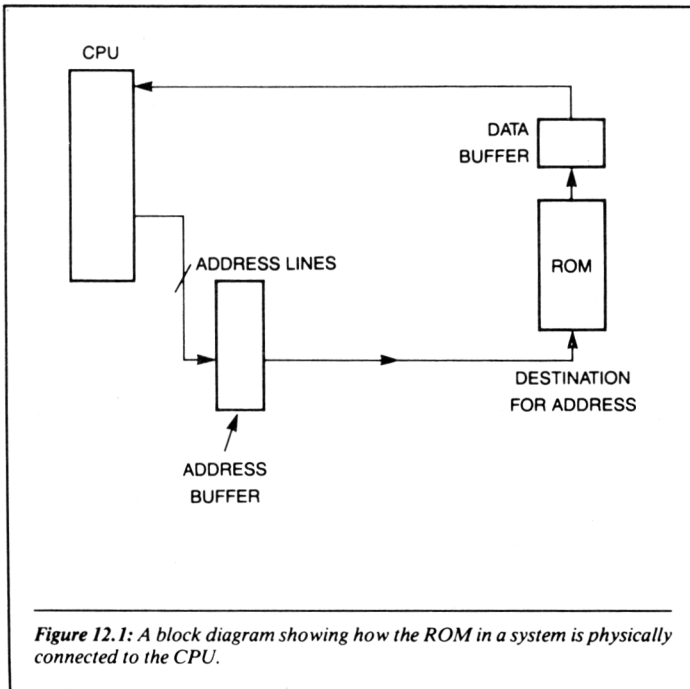 CPU
DATA
BUFFER
ROM
ADDRESS LINES
DESTINATION
FOR ADDRESS
ADDRESS
BUFFER
Figure 12.1: A block diagram showing how the ROM in a system is physically
connected to the CPU.